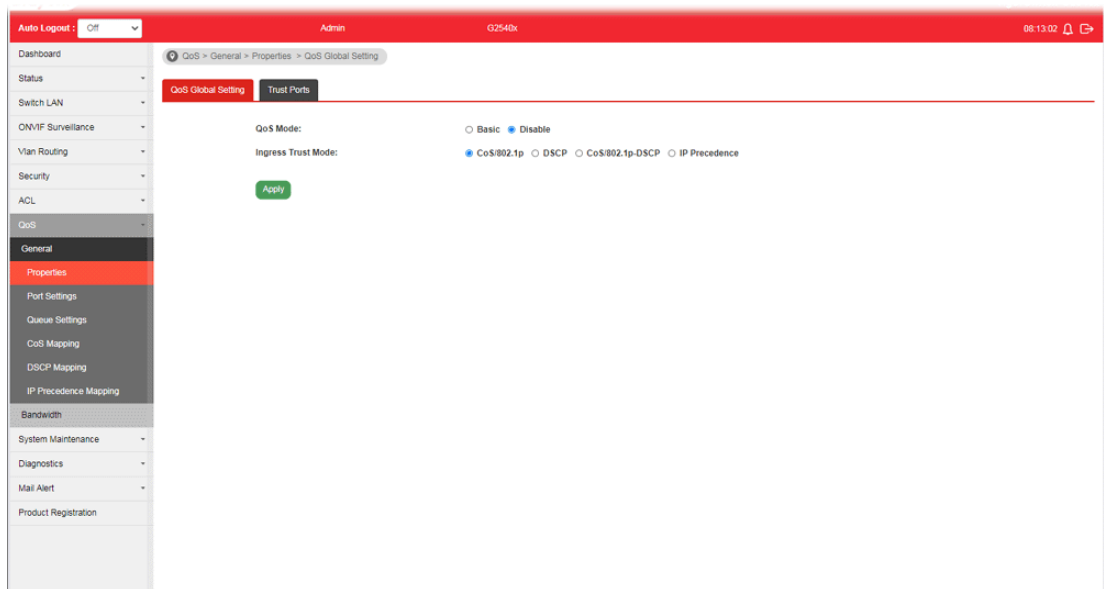 Auto Logout : Off Admin G2540x 08:13:02
Dashboard
QoS > General > Properties > QoS Global Setting
Status
Switch LAN
ONVIF Surveillance
Vlan Routing
Security
ACL
QoS
General
Properties
Port Settings
Queue Settings
CoS Mapping
DSCP Mapping
IP Precedence Mapping
Bandwidth
System Maintenance
Diagnostics
Mail Alert
Product Registration
QoS Global Setting Trust Ports
QoS Mode: Basic Disable
Ingress Trust Mode: CoS/802.1p DSCP CoS/802.1p-DSCP IP Precedence
Apply